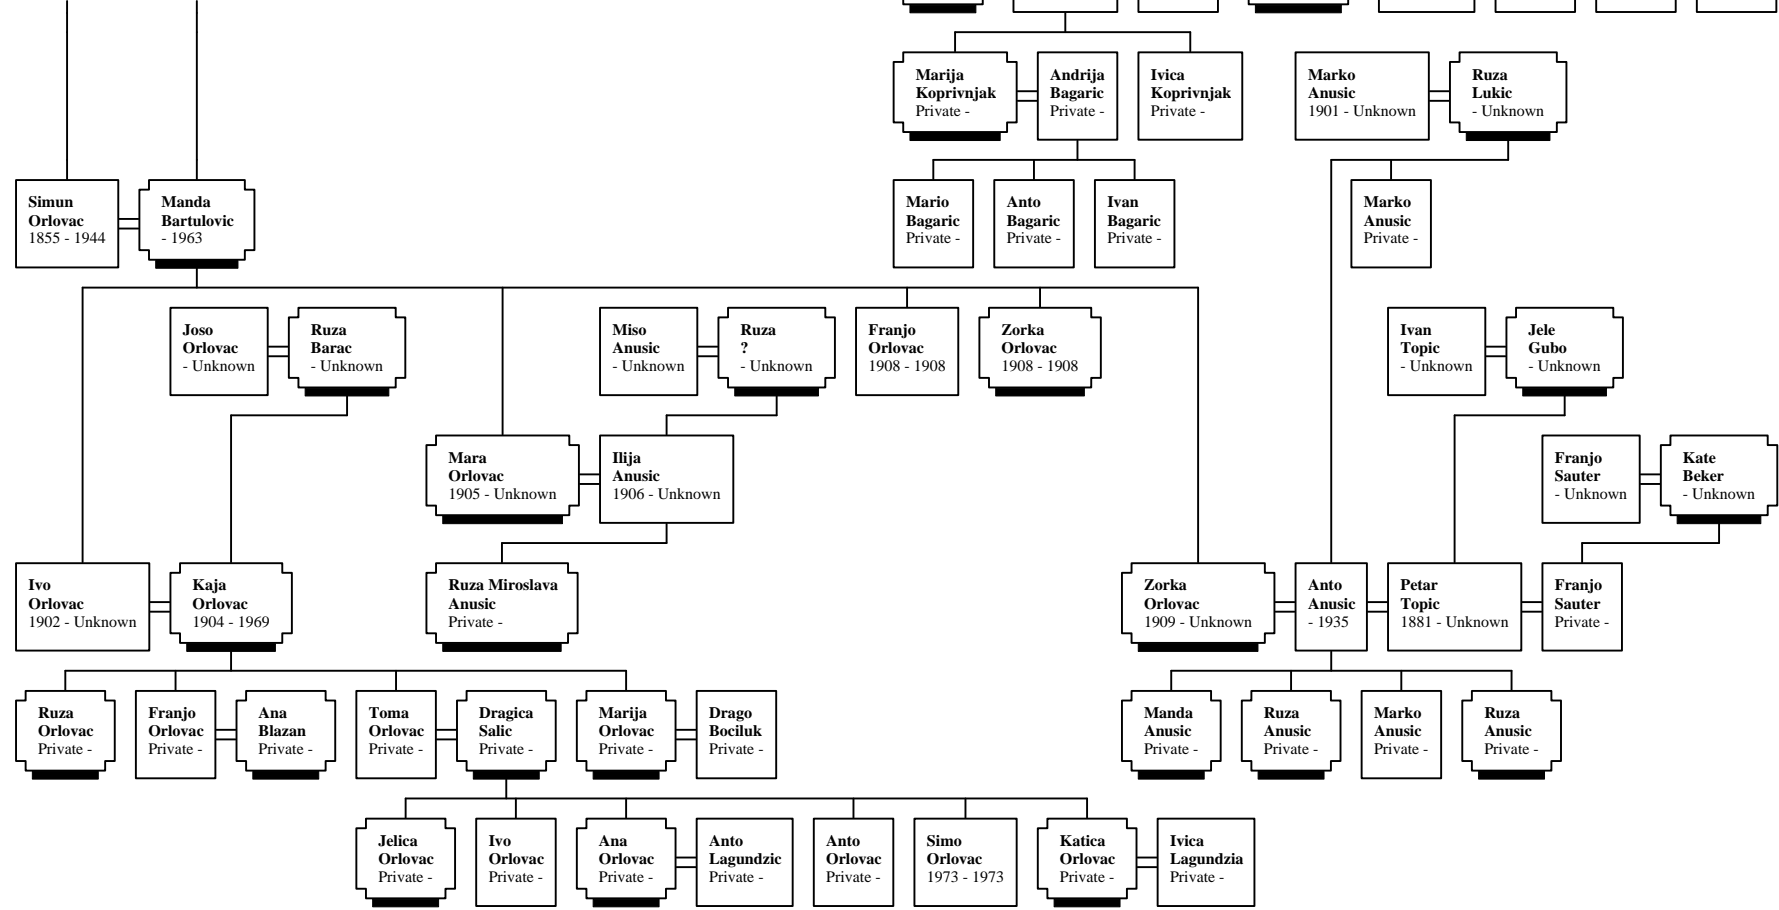 Marija
Koprivnjak
Private -
Andrija
Bagaric
Private -
Ivica
Koprivnjak
Private -
Marko
Anusic
1901 - Unknown
Ruza
Lukic
- Unknown
Simun
Orlovac
1855 - 1944
Manda
Bartulovic
- 1963
Mario
Bagaric
Private -
Anto
Bagaric
Private -
Ivan
Bagaric
Private -
Marko
Anusic
Private -
Joso
Orlovac
- Unknown
Ruza
Barac
- Unknown
Miso
Anusic
- Unknown
Ruza
?
- Unknown
Franjo
Orlovac
1908 - 1908
Zorka
Orlovac
1908 - 1908
Ivan
Topic
- Unknown
Jele
Gubo
- Unknown
Mara
Orlovac
1905 - Unknown
Ilija
Anusic
1906 - Unknown
Franjo
Sauter
- Unknown
Kate
Beker
- Unknown
Ivo
Orlovac
1902 - Unknown
Kaja
Orlovac
1904 - 1969
Ruza Miroslava
Anusic
Private -
Zorka
Orlovac
1909 - Unknown
Anto
Anusic
- 1935
Petar
Topic
1881 - Unknown
Franjo
Sauter
Private -
Ruza
Orlovac
Private -
Franjo
Orlovac
Private -
Ana
Blazan
Private -
Toma
Orlovac
Private -
Dragica
Salic
Private -
Marija
Orlovac
Private -
Drago
Bociluk
Private -
Manda
Anusic
Private -
Ruza
Anusic
Private -
Marko
Anusic
Private -
Ruza
Anusic
Private -
Jelica
Orlovac
Private -
Ivo
Orlovac
Private -
Ana
Orlovac
Private -
Anto
Lagundzic
Private -
Anto
Orlovac
Private -
Simo
Orlovac
1973 - 1973
Katica
Orlovac
Private -
Ivica
Lagundzia
Private -